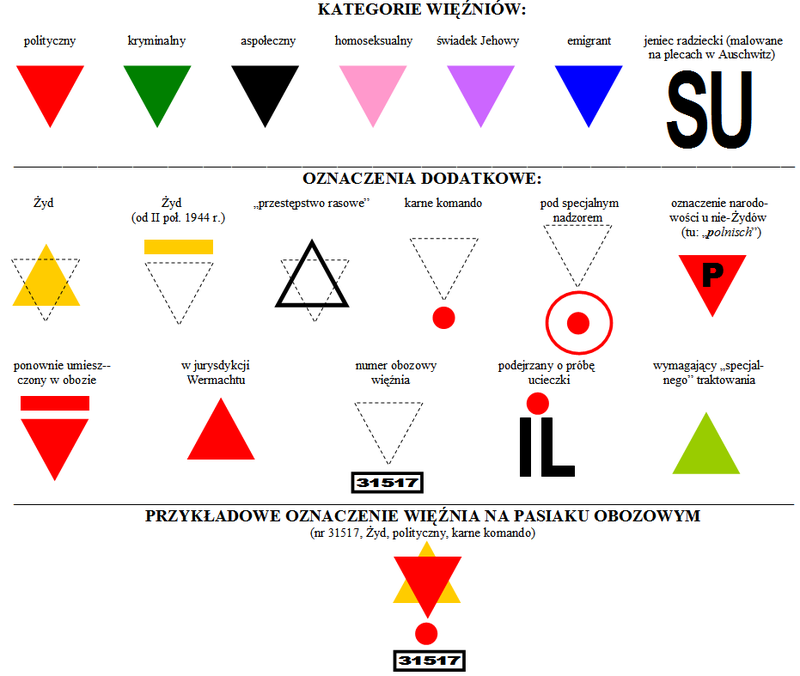 KATEGORIE WIĘŹNIÓW:
polityczny
kryminalny
aspołeczny
homoseksualny
świadek Jehowy
emigrant
jeniec radziecki (malowane
na plecach w Auschwitz)
SU
OZNACZENIA DODATKOWE:
Żyd
Żyd
(od II poł. 1944 r.)
„przestępstwo rasowe”
karne komando
pod specjalnym
nadzorem
oznaczenie narodo-
wości u nie-Żydów
(tu: „polnisch”)
P
ponownie umiesz--
czony w obozie
w jurysdykcji
Wermachtu
numer obozowy
więźnia
31517
podejrzany o próbę
ucieczki
IL
wymagający „specjal-
nego” traktowania
PRZYKŁADOWE OZNACZENIE WIĘŹNIA NA PASIAKU OBOZOWYM
(nr 31517, Żyd, polityczny, karne komando)
31517